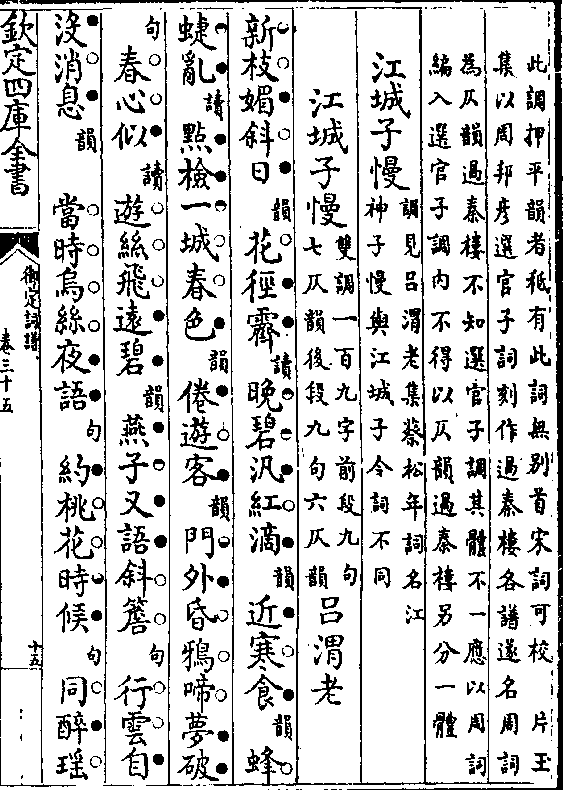 此調押平韻者祗有此詞無别首宋詞可校　片玉
集以周邦彦選官子詞刻作過秦樓各譜遂名周詞
為仄韻過秦樓不知選官子調其體不一應以周詞
編入選官子調内不得以仄韻過秦樓另分一體
江城子慢
調見吕渭老集蔡松年詞名江
神子慢與江城子令詞不同
江城子慢
雙調一百九字前段九句
七仄韻後段九句六仄韻
吕渭老
新枝媚斜日韻花徑霽讀晚碧汎紅滴韻近寒食韻蜂
蜨亂讀點檢一城春色韻倦遊客韻門外昏鴉啼夢破
句春心似讀遊絲飛遠碧韻燕子又語斜簷句行雲自
没消息韻當時烏絲夜語句約桃花時候句同醉瑶
欽定四庫全書
御定詞譜
卷三十五
十五